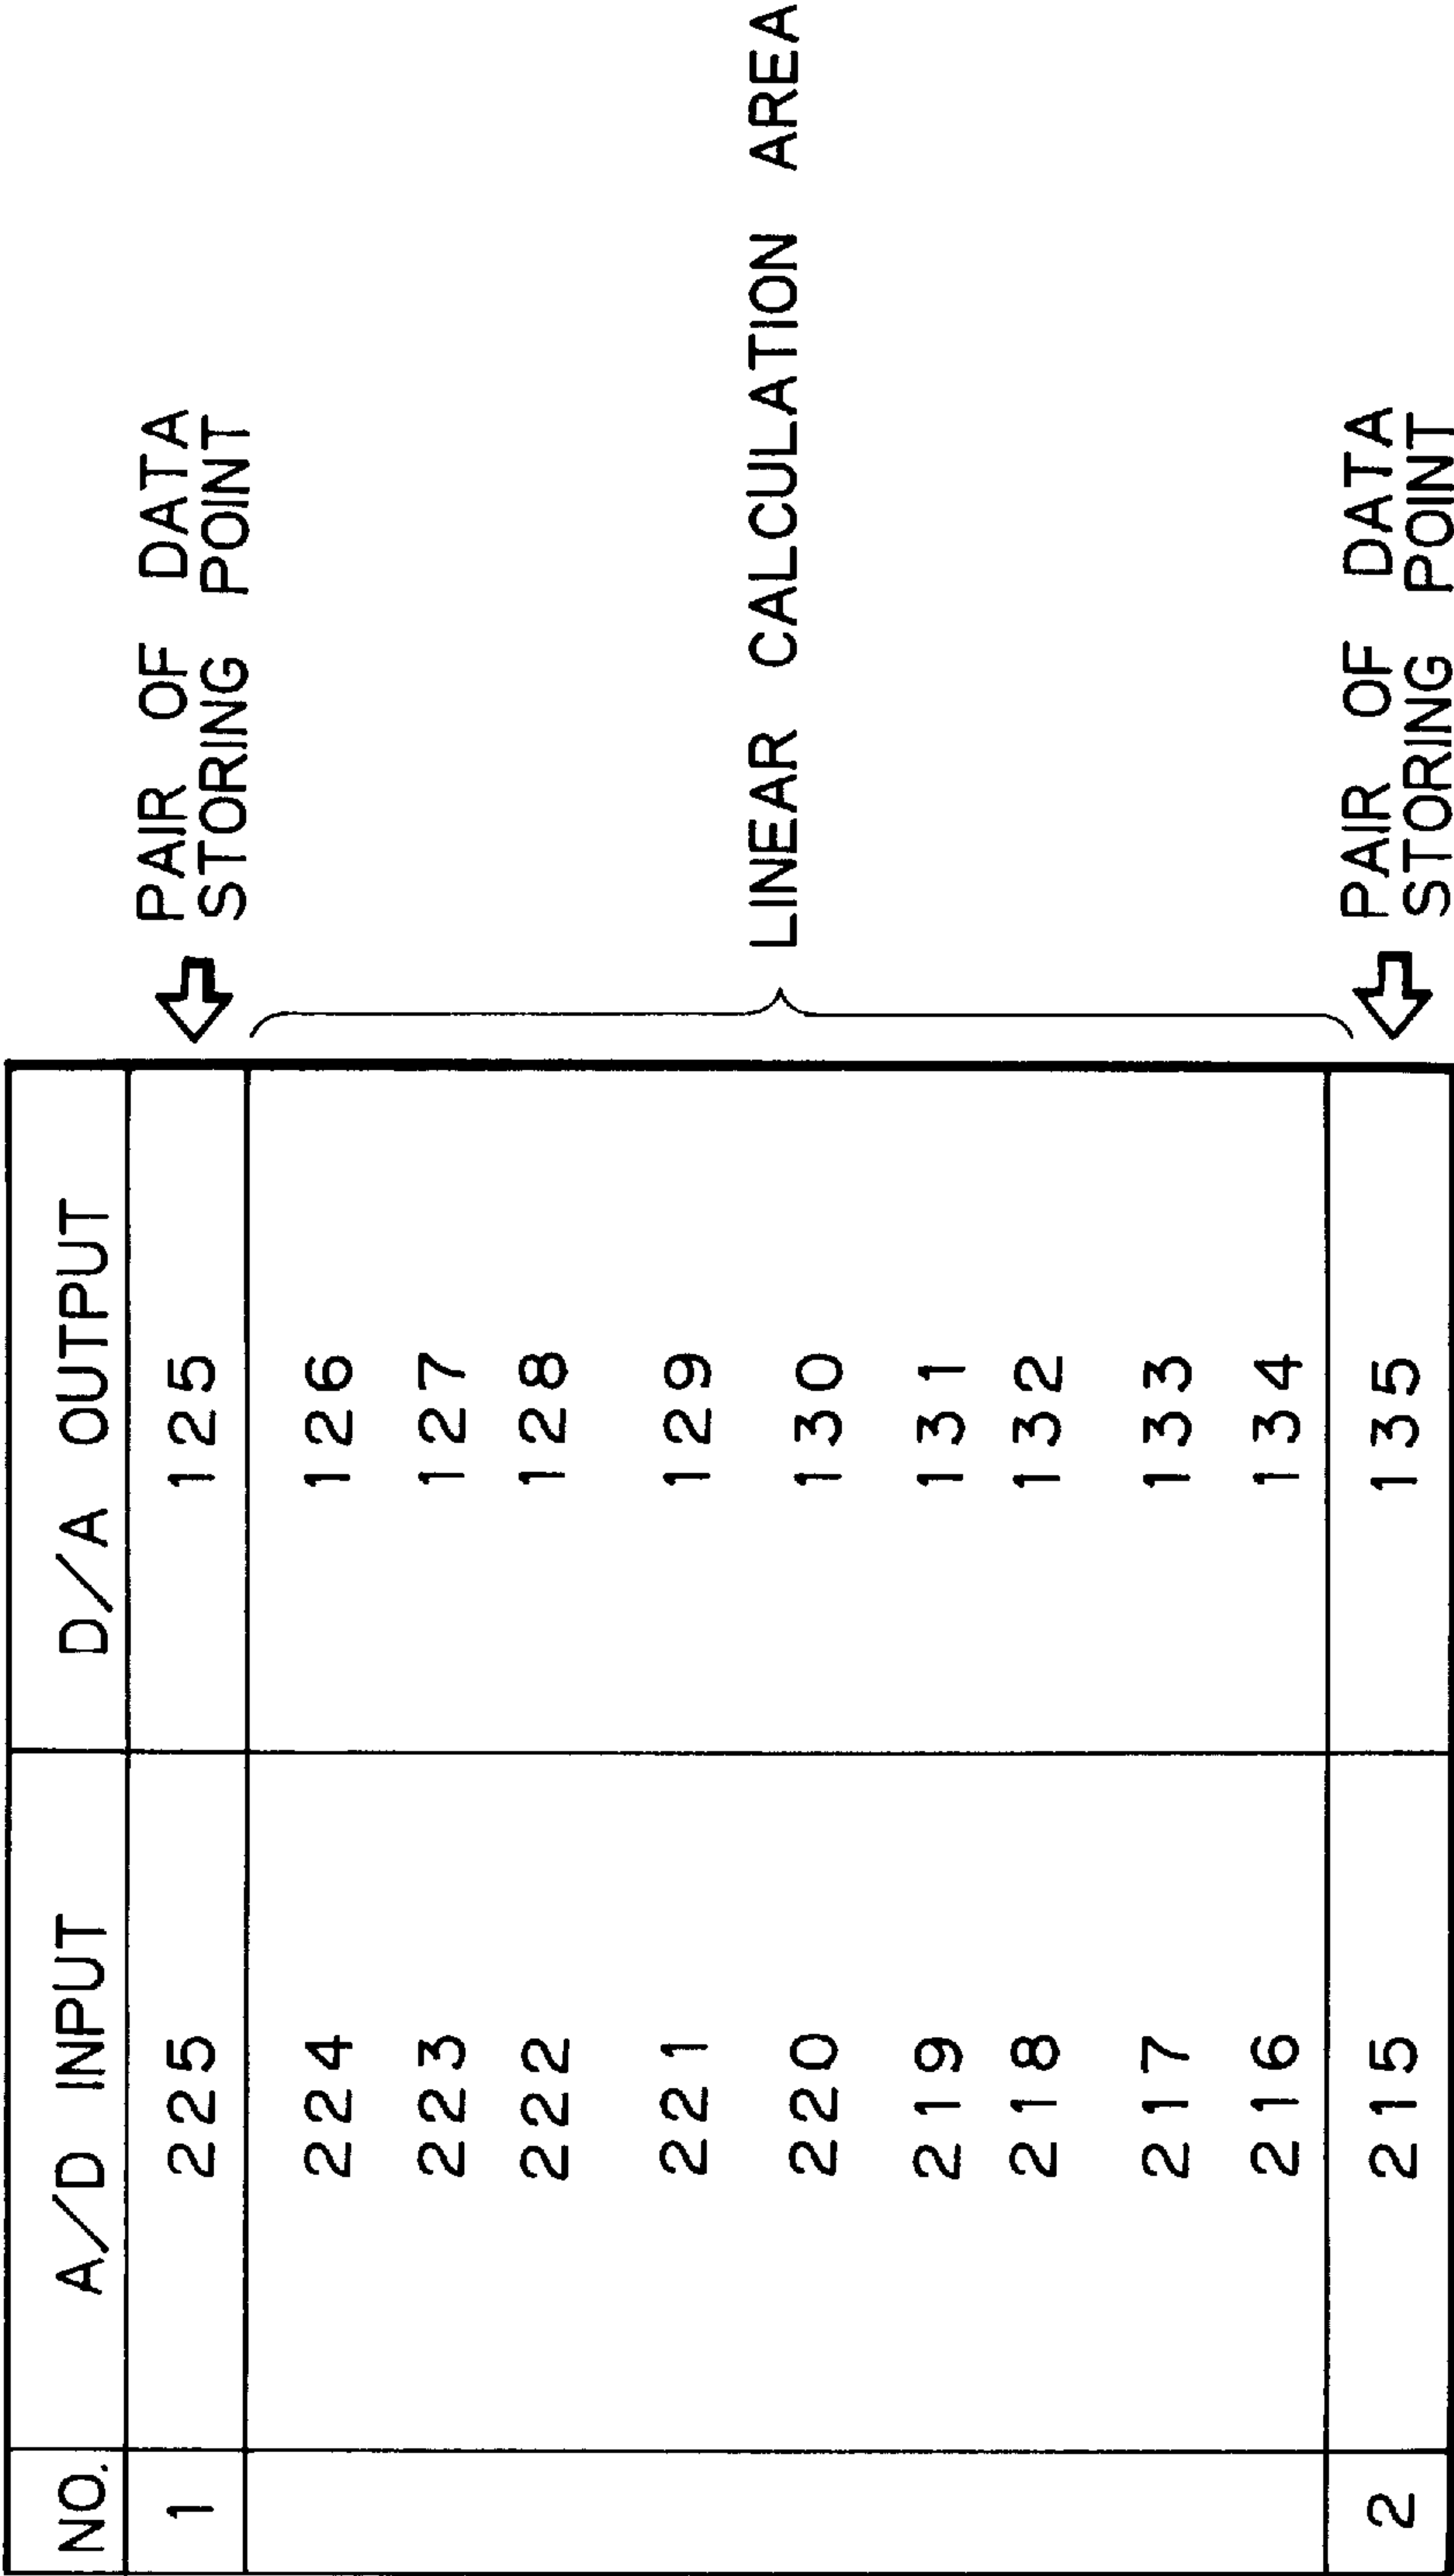 NO. A/D INPUT D/A OUTPUT
1 225 125 PAIR OF DATA
STORING POINT
224 126
223 127
222 128
221 129
220 130 LINEAR CALCULATION AREA
219 131
218 132
217 133
216 134
2 215 135 PAIR OF DATA
STORING POINT